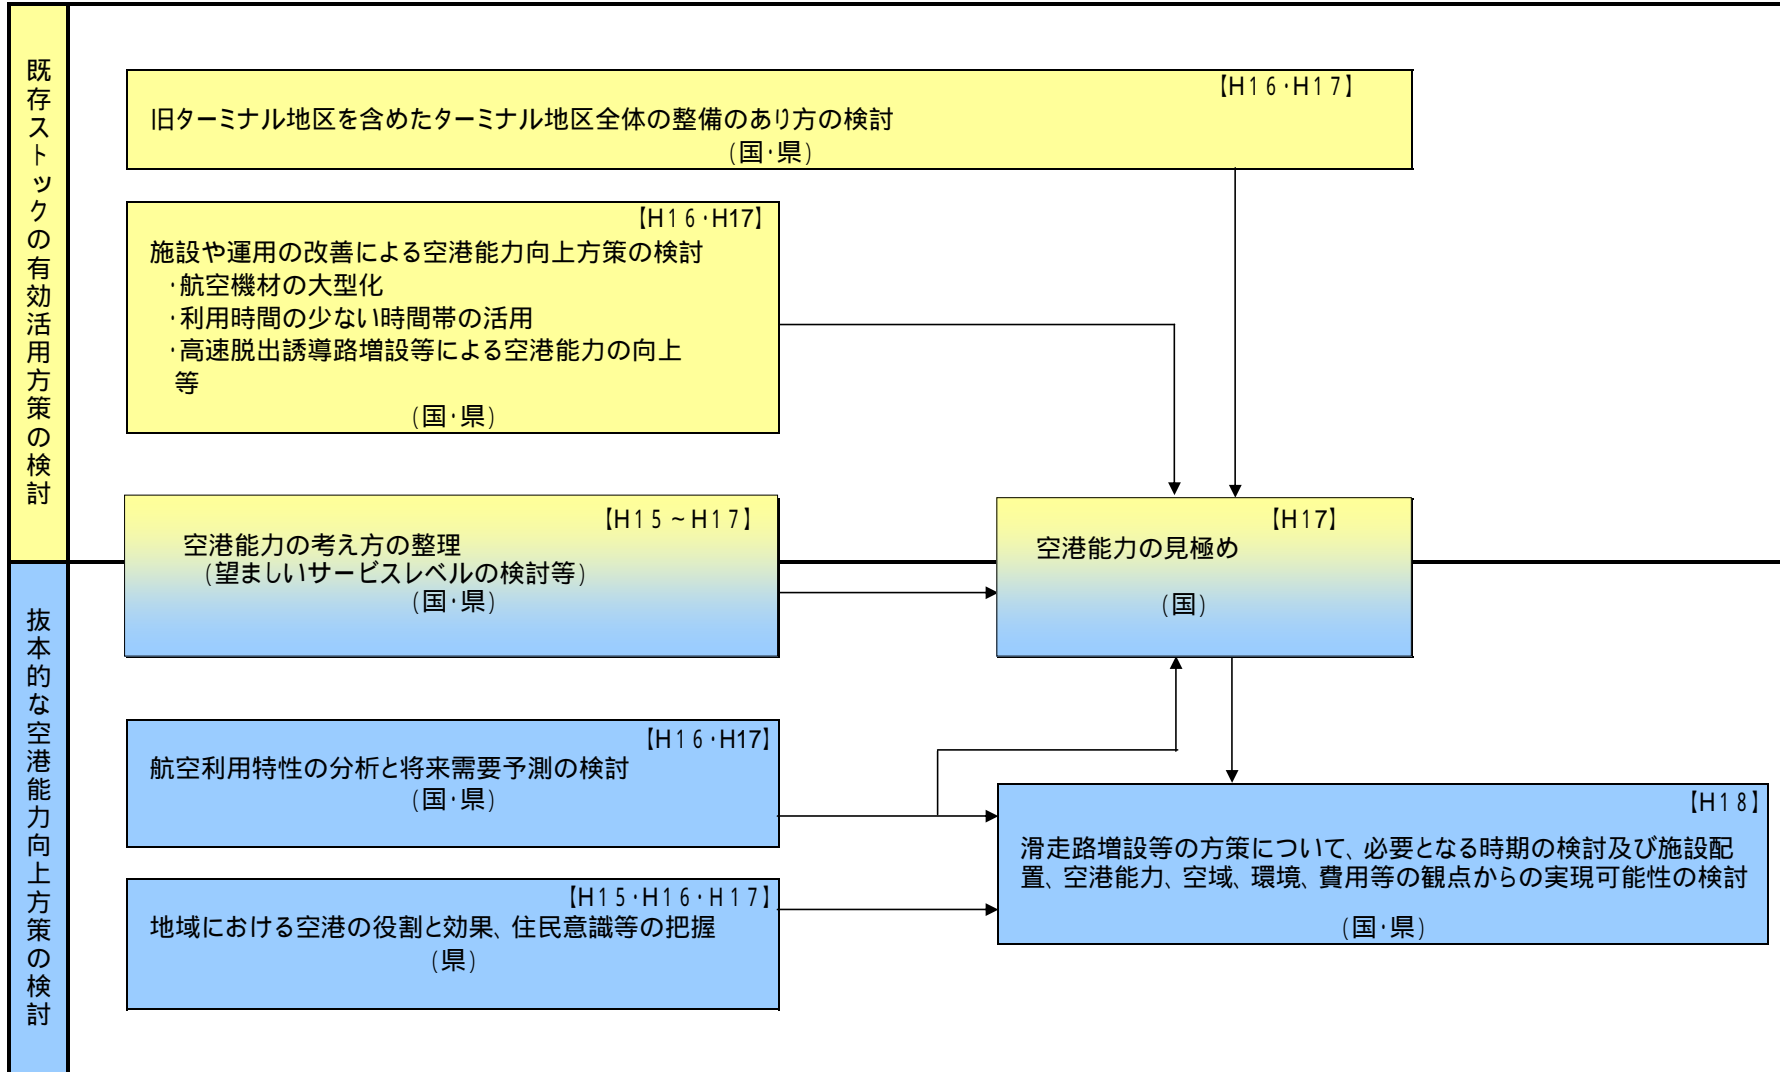 既存ストックの有効活用方策の検討
【H16・H17】
旧ターミナル地区を含めたターミナル地区全体の整備のあり方の検討
(国・県)
【H16・H17】
施設や運用の改善による空港能力向上方策の検討
・航空機材の大型化
・利用時間の少ない時間帯の活用
・高速脱出誘導路増設等による空港能力の向上
等
(国・県)
【H15~H17】
空港能力の考え方の整理
(望ましいサービスレベルの検討等)
(国・県)
【H17】
空港能力の見極め
(国)
抜本的な空港能力向上方策の検討
【H16・H17】
航空利用特性の分析と将来需要予測の検討
(国・県)
【H18】
滑走路増設等の方策について、必要となる時期の検討及び施設配
置、空港能力、空域、環境、費用等の観点からの実現可能性の検討
(国・県)
【H15・H16・H17】
地域における空港の役割と効果、住民意識等の把握
(県)